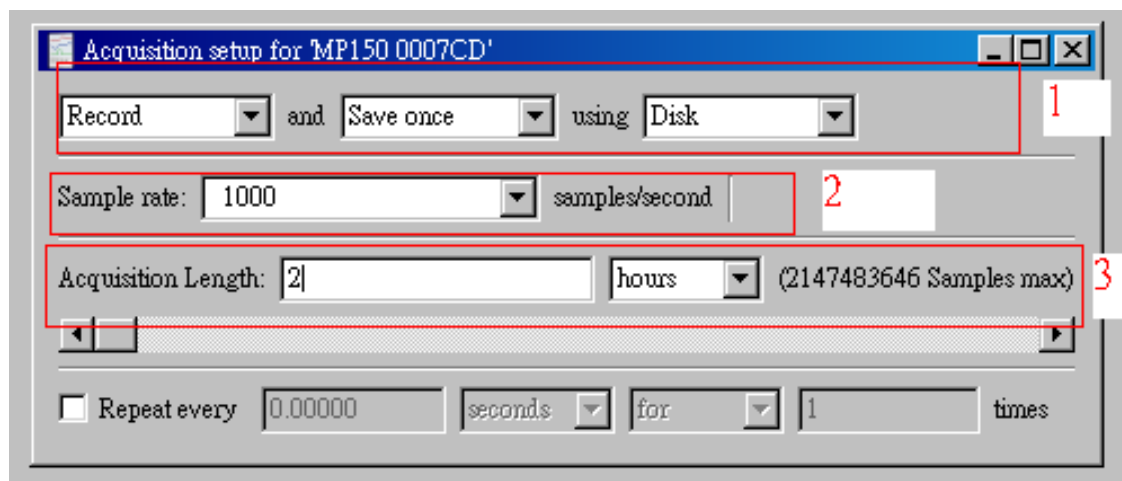 Acquisition setup for 'MP150 0007CD'
Record and Save once using Disk 1
Sample rate: 1000 samples/second 2
Acquisition Length: 2 hours (2147483646 Samples max) 3
Repeat every 0.00000 seconds for 1 times